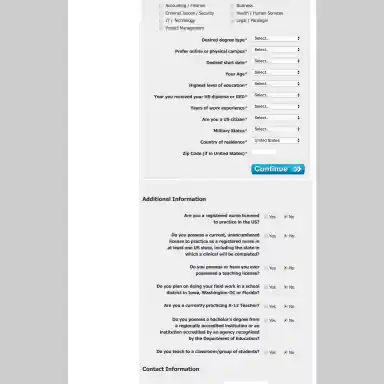 Accounting / Finance
Business
Criminal Justice / Security
Health / Human Services
IT / Technology
Legal / Paralegal
Project Management
Desired degree type* Select...
Prefer online or physical campus* Select...
Desired start date* Select...
Your Age* Select...
Highest level of education* Select...
Year you received your HS diploma or GED* Select...
Years of work experience* Select...
Are you a US citizen* Select...
Military Status* Select...
Country of residence* United States
Zip Code (if in United States)*
Continue
Additional Information
Are you a registered nurse licensed Yes No
to practice in the US?
Do you possess a current, unencumbered Yes No
license to practice as a registered nurse in
at least one US state, including the state in
which a clinical will be completed?
Do you possess or have you ever Yes No
possessed a teaching license?
Do you plan on doing your field work in a school Yes No
district in Iowa, Washington-DC or Florida?
Are you a currently practicing K-12 Teacher? Yes No
Do you possess a bachelor's degree from Yes No
a regionally accredited institution or an
institution accredited by an agency recognized
by the Department of Education?
Do you teach to a classroom/group of students? Yes No
Contact Information